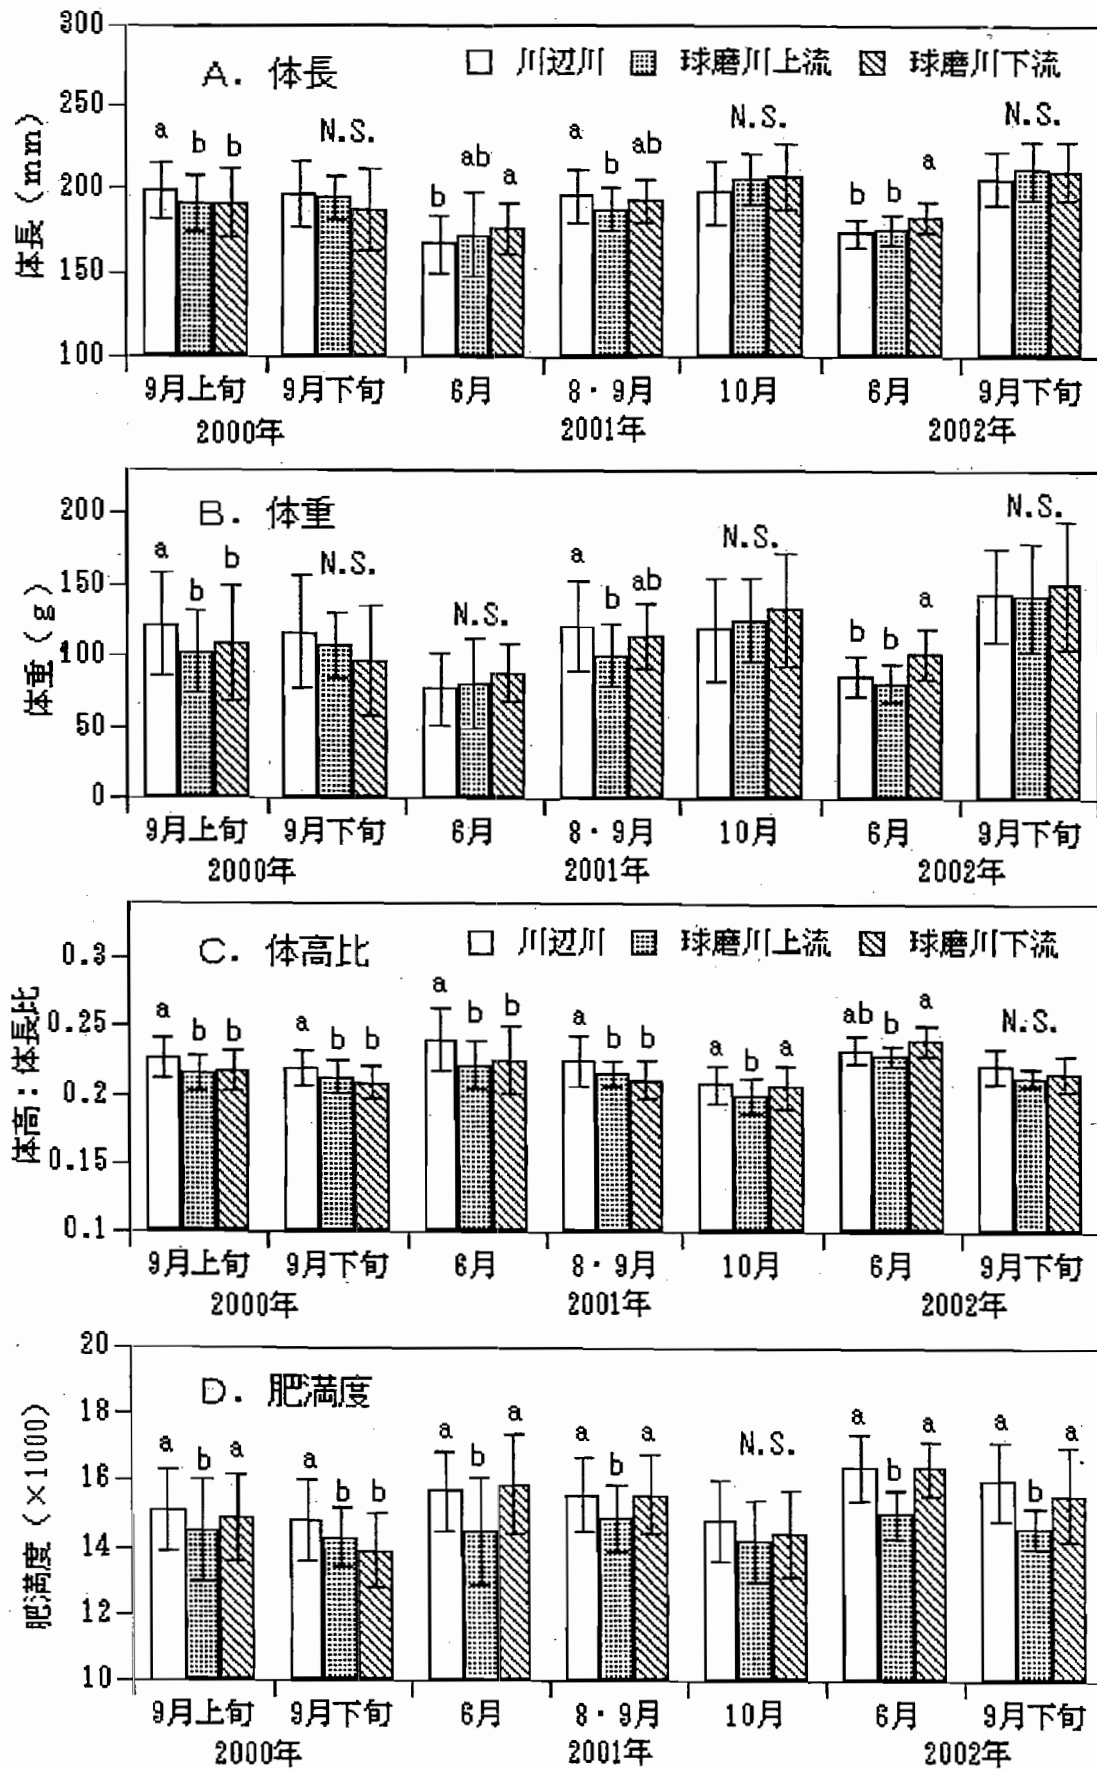 300
A. 体長
川辺川 球磨川上流 球磨川下流
250
a b b N.S. b ab a a b ab N.S. b b a N.S.
200
体長(mm)
150
100
9月上旬 9月下旬 6月 8・9月 10月 6月 9月下旬
2000年 2001年 2002年
B. 体重
200
a b b N.S. N.S. a b ab N.S. b b a N.S.
150
体重(g)
100
50
0
9月上旬 9月下旬 6月 8・9月 10月 6月 9月下旬
2000年 2001年 2002年
C. 体高比
川辺川 球磨川上流 球磨川下流
0.3
a b b a b b a b b a b b a b a ab b a N.S.
0.25
体高:体長比
0.2
0.15
0.1
9月上旬 9月下旬 6月 8・9月 10月 6月 9月下旬
2000年 2001年 2002年
20
D. 肥満度
18
a b a a b b a b a a b a N.S. a b a a b a
16
肥満度(×1000)
14
12
10
9月上旬 9月下旬 6月 8・9月 10月 6月 9月下旬
2000年 2001年 2002年